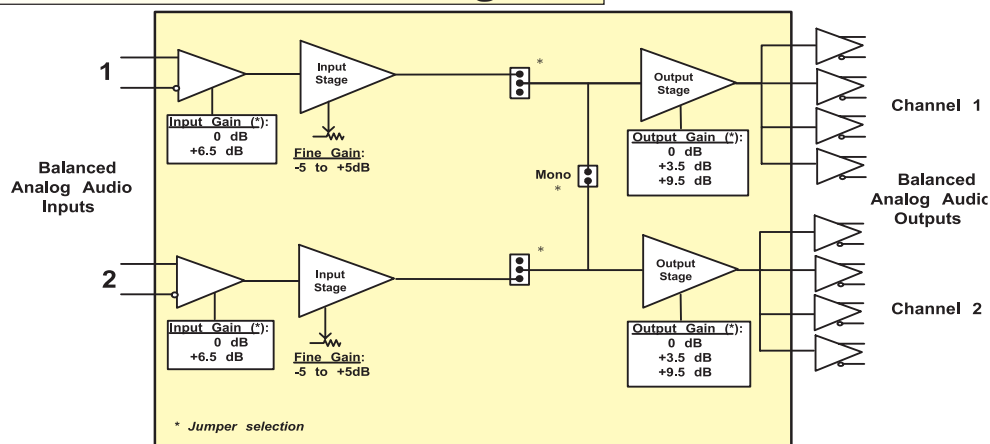 1
Input
Stage
*
Output
Stage
Input Gain (*):
0 dB
+6.5 dB
Fine Gain:
-5 to +5dB
Output Gain (*):
0 dB
+3.5 dB
+9.5 dB
Channel 1
Balanced
Analog Audio
Inputs
Mono
*
Balanced
Analog Audio
Outputs
2
Input
Stage
*
Output
Stage
Input Gain (*):
0 dB
+6.5 dB
Fine Gain:
-5 to +5dB
Output Gain (*):
0 dB
+3.5 dB
+9.5 dB
Channel 2
* Jumper selection